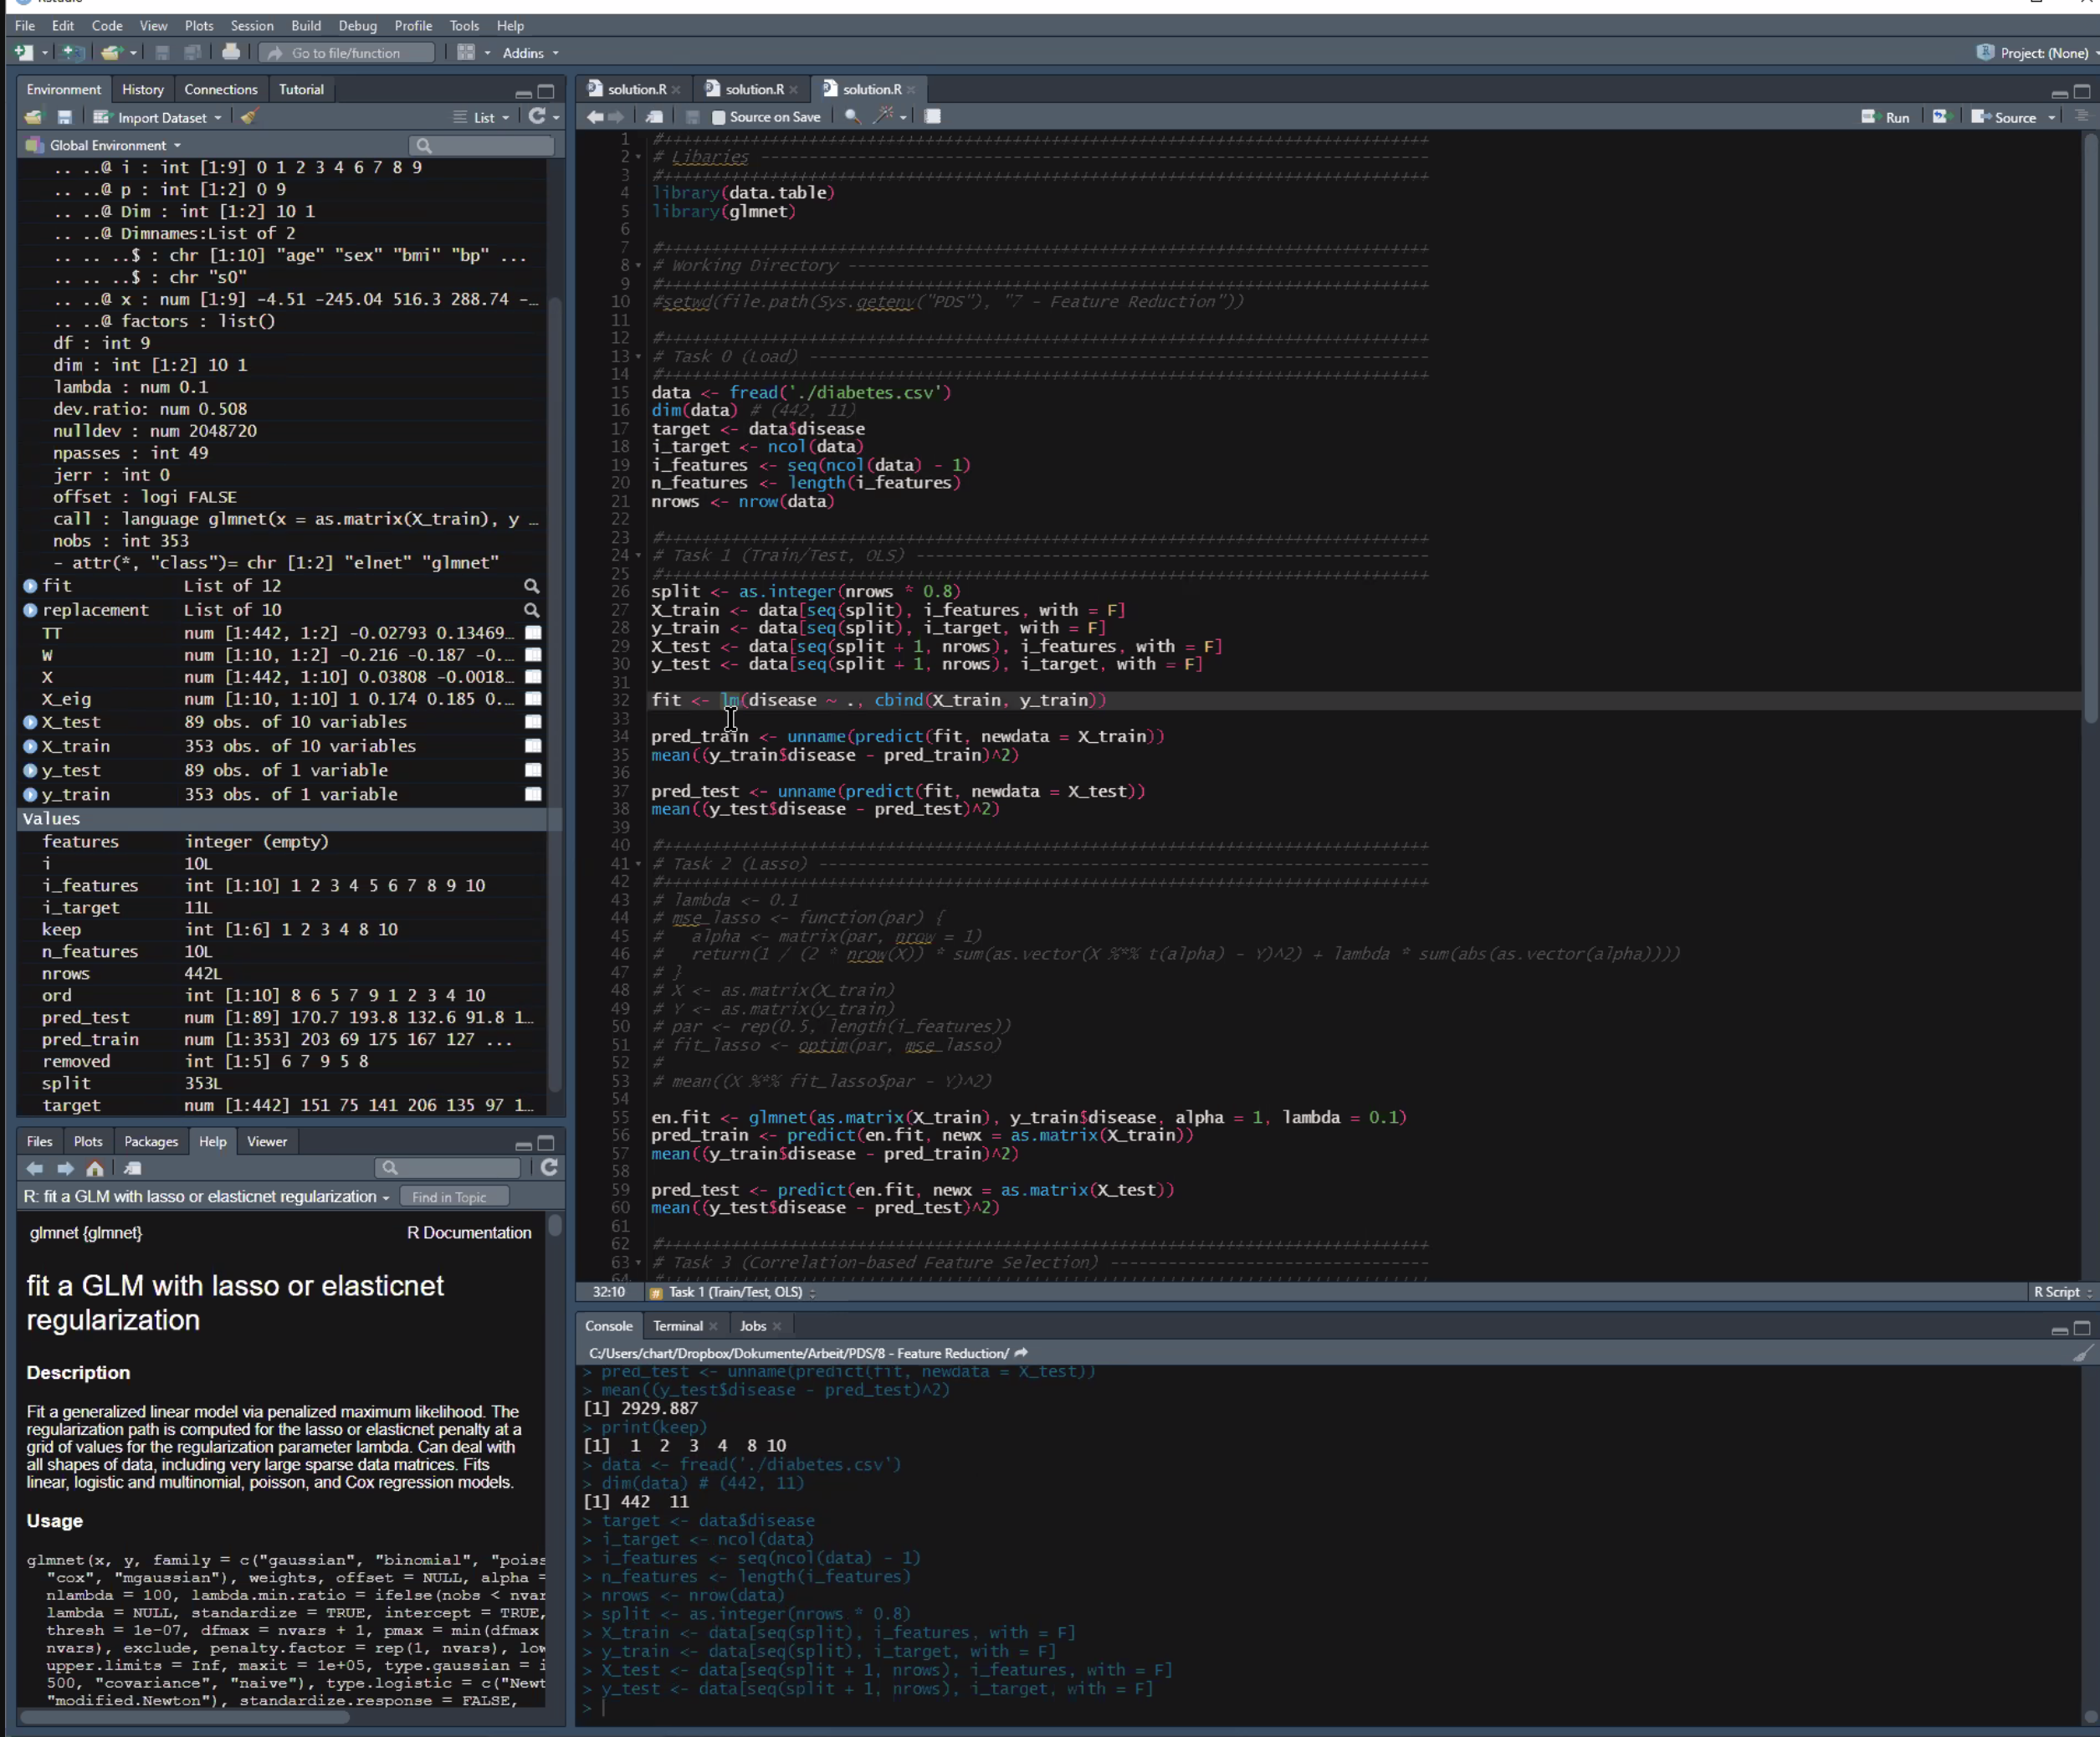 File Edit Code View Plots Session Build Debug Profile Tools Help
Go to file/function Addins
Project: (None)
Environment History Connections Tutorial
Import Dataset List
Global Environment
.. ..@ i : int [1:9] 0 1 2 3 4 6 7 8 9
.. ..@ p : int [1:2] 0 9
.. ..@ Dim : int [1:2] 10 1
.. ..@ Dimnames:List of 2
.. .. ..$ : chr [1:10] "age" "sex" "bmi" "bp" ...
.. .. ..$ : chr "s0"
.. ..@ x : num [1:9] -4.51 -245.04 516.3 288.74 -…
.. ..@ factors : list()
df : int 9
dim : int [1:2] 10 1
lambda : num 0.1
dev.ratio: num 0.508
nulldev : num 2048720
npasses : int 49
jerr : int 0
offset : logi FALSE
call : language glmnet(x = as.matrix(X_train), y …
nobs : int 353
- attr(*, "class")= chr [1:2] "elnet" "glmnet"
fit List of 12
replacement List of 10
TT num [1:442, 1:2] -0.02793 0.13469…
W num [1:10, 1:2] -0.216 -0.187 -0.…
X num [1:442, 1:10] 0.03808 -0.0018…
X_eig num [1:10, 1:10] 1 0.174 0.185 0.…
X_test 89 obs. of 10 variables
X_train 353 obs. of 10 variables
y_test 89 obs. of 1 variable
y_train 353 obs. of 1 variable
Values
features integer (empty)
i 10L
i_features int [1:10] 1 2 3 4 5 6 7 8 9 10
i_target 11L
keep int [1:6] 1 2 3 4 8 10
n_features 10L
nrows 442L
ord int [1:10] 8 6 5 7 9 1 2 3 4 10
pred_test num [1:89] 170.7 193.8 132.6 91.8 1…
pred_train num [1:353] 203 69 175 167 127 ...
removed int [1:5] 6 7 9 5 8
split 353L
target num [1:442] 151 75 141 206 135 97 1…
Files Plots Packages Help Viewer
R: fit a GLM with lasso or elasticnet regularization Find in Topic
glmnet {glmnet} R Documentation
fit a GLM with lasso or elasticnet
regularization
Description
Fit a generalized linear model via penalized maximum likelihood. The
regularization path is computed for the lasso or elasticnet penalty at a
grid of values for the regularization parameter lambda. Can deal with
all shapes of data, including very large sparse data matrices. Fits
linear, logistic and multinomial, poisson, and Cox regression models.
Usage
glmnet(x, y, family = c("gaussian", "binomial", "poiss
"cox", "mgaussian"), weights, offset = NULL, alpha =
nlambda = 100, lambda.min.ratio = ifelse(nobs < nvar
lambda = NULL, standardize = TRUE, intercept = TRUE,
thresh = 1e-07, dfmax = nvars + 1, pmax = min(dfmax
nvars), exclude, penalty.factor = rep(1, nvars), low
upper.limits = Inf, maxit = 1e+05, type.gaussian = i
500, "covariance", "naive"), type.logistic = c("Newt
"modified.Newton"), standardize.response = FALSE,
solution.R solution.R solution.R
Source on Save Run Source
1 #++++++++++++++++++++++++++++++++++++++++++++++++++++++++++++++++++++++++++++++
2 # Libaries ---------------------------------------------------------------------
3 #++++++++++++++++++++++++++++++++++++++++++++++++++++++++++++++++++++++++++++++
4 library(data.table)
5 library(glmnet)
6
7 #++++++++++++++++++++++++++++++++++++++++++++++++++++++++++++++++++++++++++++++
8 # Working Directory ------------------------------------------------------------
9 #++++++++++++++++++++++++++++++++++++++++++++++++++++++++++++++++++++++++++++++
10 #setwd(file.path(Sys.getenv("PDS"), "7 - Feature Reduction"))
11
12 #++++++++++++++++++++++++++++++++++++++++++++++++++++++++++++++++++++++++++++++
13 # Task 0 (Load) ----------------------------------------------------------------
14 #++++++++++++++++++++++++++++++++++++++++++++++++++++++++++++++++++++++++++++++
15 data <- fread('./diabetes.csv')
16 dim(data) # (442, 11)
17 target <- data$disease
18 i_target <- ncol(data)
19 i_features <- seq(ncol(data) - 1)
20 n_features <- length(i_features)
21 nrows <- nrow(data)
22
23 #++++++++++++++++++++++++++++++++++++++++++++++++++++++++++++++++++++++++++++++
24 # Task 1 (Train/Test, OLS) -----------------------------------------------------
25 #++++++++++++++++++++++++++++++++++++++++++++++++++++++++++++++++++++++++++++++
26 split <- as.integer(nrows * 0.8)
27 X_train <- data[seq(split), i_features, with = F]
28 y_train <- data[seq(split), i_target, with = F]
29 X_test <- data[seq(split + 1, nrows), i_features, with = F]
30 y_test <- data[seq(split + 1, nrows), i_target, with = F]
31
32 fit <- lm(disease ~ ., cbind(X_train, y_train))
33
34 pred_train <- unname(predict(fit, newdata = X_train))
35 mean((y_train$disease - pred_train)^2)
36
37 pred_test <- unname(predict(fit, newdata = X_test))
38 mean((y_test$disease - pred_test)^2)
39
40 #++++++++++++++++++++++++++++++++++++++++++++++++++++++++++++++++++++++++++++++
41 # Task 2 (Lasso) ---------------------------------------------------------------
42 #++++++++++++++++++++++++++++++++++++++++++++++++++++++++++++++++++++++++++++++
43 # lambda <- 0.1
44 # mse_lasso <- function(par) {
45 #   alpha <- matrix(par, nrow = 1)
46 #   return(1 / (2 * nrow(X)) * sum(as.vector(X %*% t(alpha) - Y)^2) + lambda * sum(abs(as.vector(alpha))))
47 # }
48 # X <- as.matrix(X_train)
49 # Y <- as.matrix(y_train)
50 # par <- rep(0.5, length(i_features))
51 # fit_lasso <- optim(par, mse_lasso)
52 #
53 # mean((X %*% fit_lasso$par - Y)^2)
54
55 en.fit <- glmnet(as.matrix(X_train), y_train$disease, alpha = 1, lambda = 0.1)
56 pred_train <- predict(en.fit, newx = as.matrix(X_train))
57 mean((y_train$disease - pred_train)^2)
58
59 pred_test <- predict(en.fit, newx = as.matrix(X_test))
60 mean((y_test$disease - pred_test)^2)
61
62 #++++++++++++++++++++++++++++++++++++++++++++++++++++++++++++++++++++++++++++++
63 # Task 3 (Correlation-based Feature Selection) ---------------------------------
32:10 Task 1 (Train/Test, OLS) R Script
Console Terminal Jobs
C:/Users/chart/Dropbox/Dokumente/Arbeit/PDS/8 - Feature Reduction/
> pred_test <- unname(predict(fit, newdata = X_test))
> mean((y_test$disease - pred_test)^2)
[1] 2929.887
> print(keep)
[1]  1  2  3  4  8 10
> data <- fread('./diabetes.csv')
> dim(data) # (442, 11)
[1] 442  11
> target <- data$disease
> i_target <- ncol(data)
> i_features <- seq(ncol(data) - 1)
> n_features <- length(i_features)
> nrows <- nrow(data)
> split <- as.integer(nrows * 0.8)
> X_train <- data[seq(split), i_features, with = F]
> y_train <- data[seq(split), i_target, with = F]
> X_test <- data[seq(split + 1, nrows), i_features, with = F]
> y_test <- data[seq(split + 1, nrows), i_target, with = F]
>